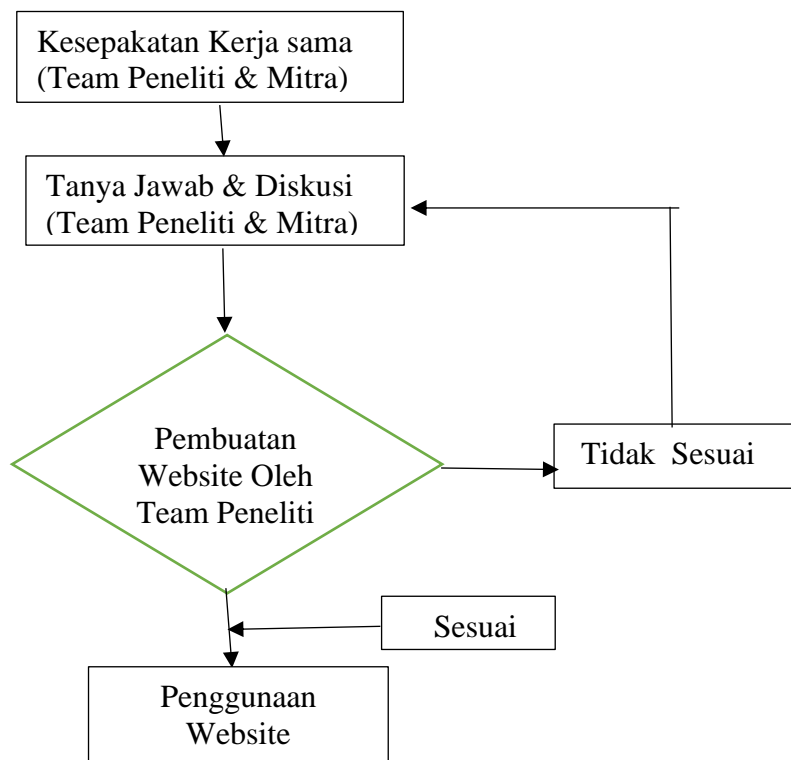 Kesepakatan Kerja sama
(Team Peneliti & Mitra)
Tanya Jawab & Diskusi
(Team Peneliti & Mitra)
Pembuatan
Website Oleh
Team Peneliti
Tidak Sesuai
Sesuai
Penggunaan
Website